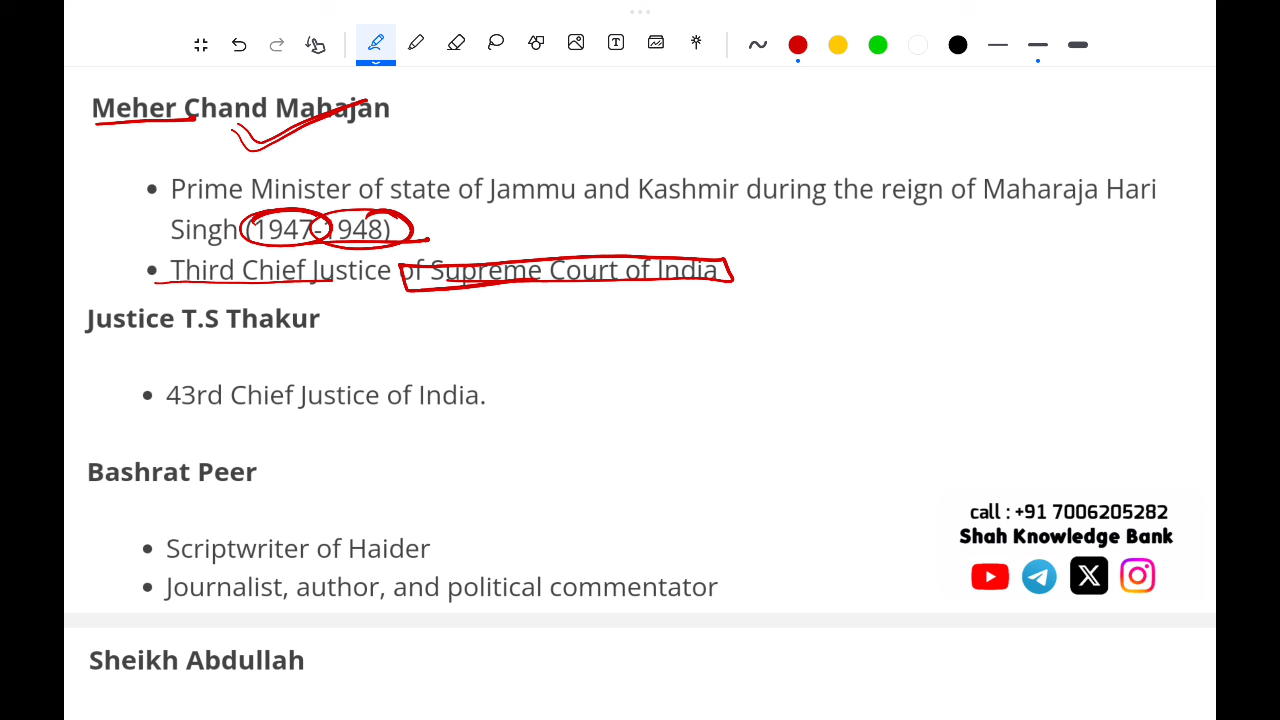 Meher Chand Mahajan
• Prime Minister of state of Jammu and Kashmir during the reign of Maharaja Hari
Singh (1947-1948)
• Third Chief Justice of Supreme Court of India
Justice T.S Thakur
• 43rd Chief Justice of India.
Bashrat Peer
• Scriptwriter of Haider
• Journalist, author, and political commentator
call : +91 7006205282
Shah Knowledge Bank
Sheikh Abdullah